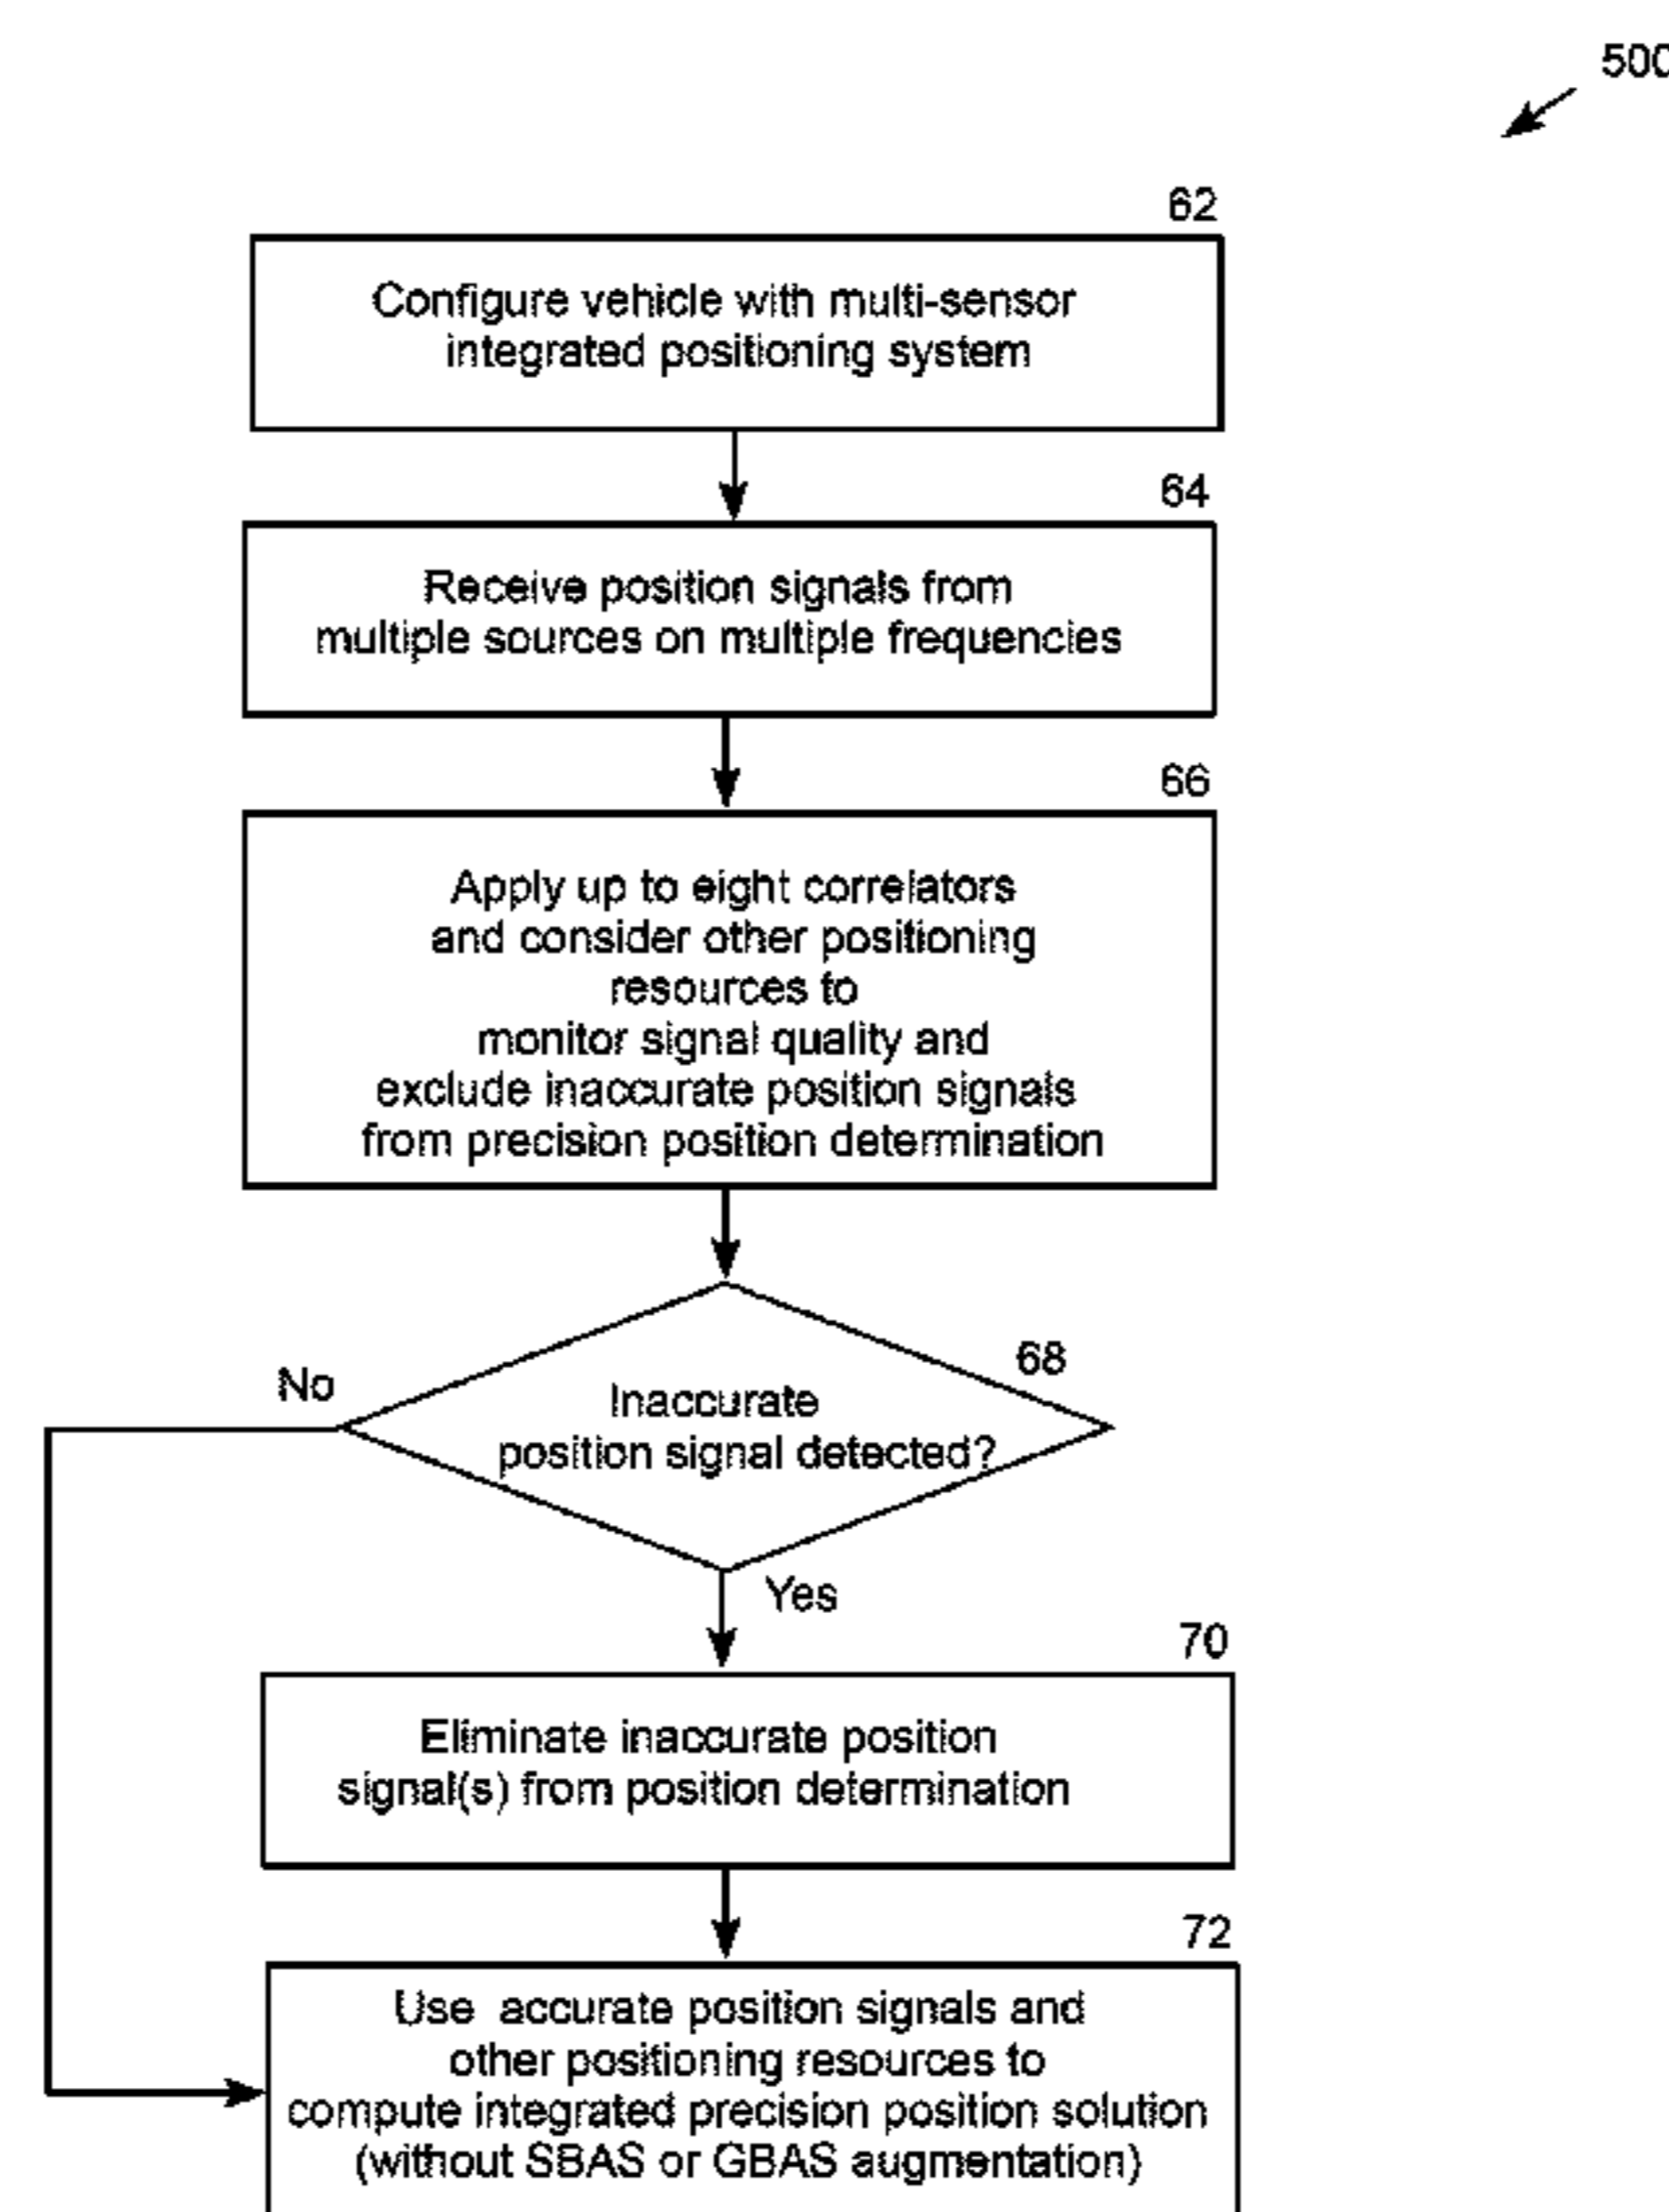 500
62
Configure vehicle with multi-sensor
integrated positioning system
64
Receive position signals from
multiple sources on multiple frequencies
66
Apply up to eight correlators
and consider other positioning
resources to
monitor signal quality and
exclude inaccurate position signals
from precision position determination
68
No
Inaccurate
position signal detected?
Yes
70
Eliminate inaccurate position
signal(s) from position determination
72
Use accurate position signals and
other positioning resources to
compute integrated precision position solution
(without SBAS or GBAS augmentation)